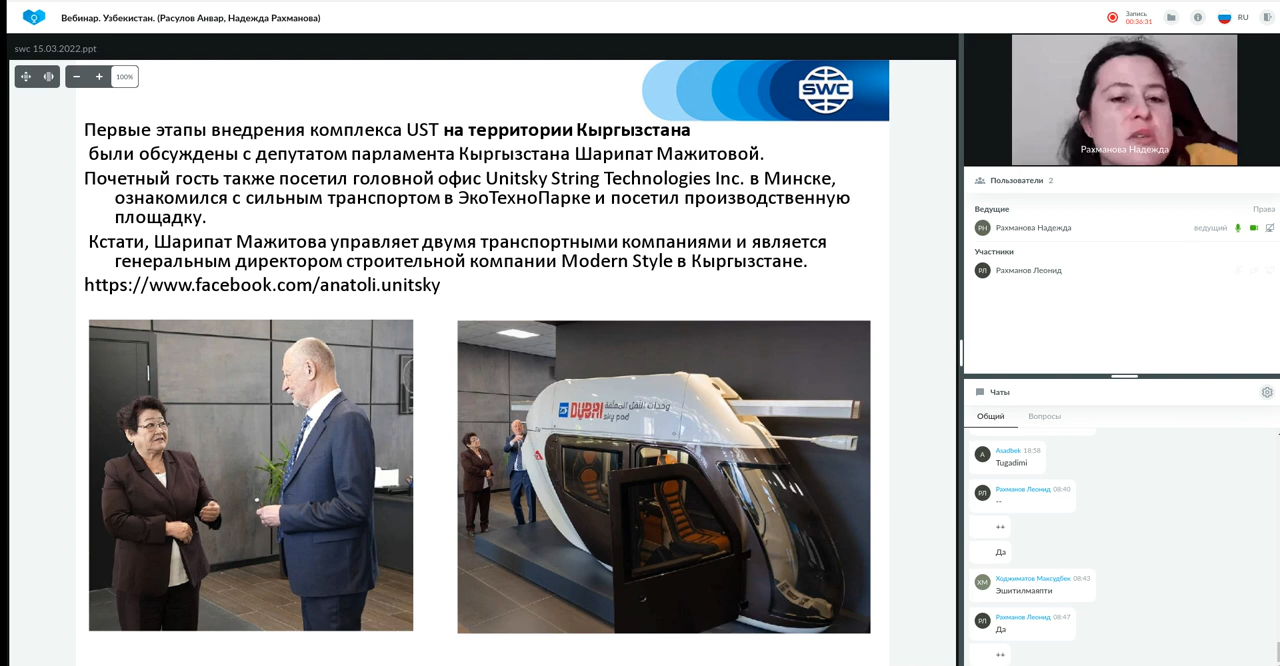 Вебинар. Узбекистан. (Расулов Анвар, Надежда Рахманова)
Запись
00:36:31
RU
swc 15.03.2022.ppt
100%
SWC
Первые этапы внедрения комплекса UST на территории Кыргызстана
были обсуждены с депутатом парламента Кыргызстана Шарипат Мажитовой.
Почетный гость также посетил головной офис Unitsky String Technologies Inc. в Минске,
ознакомился с сильным транспортом в ЭкоТехноПарке и посетил производственную
площадку.
Кстати, Шарипат Мажитова управляет двумя транспортными компаниями и является
генеральным директором строительной компании Modern Style в Кыргызстане.
https://www.facebook.com/anatoli.unitsky
DUBAI وحدات النقل المعلقة
sky pod
Рахманова Надежда
Пользователи 2
Ведущие Права
РН Рахманова Надежда ведущий
Участники
РЛ Рахманов Леонид
Чаты
Общий Вопросы
A Asadbek 18:58
Tugadimi
РЛ Рахманов Леонид 08:40
--
++
Да
ХМ Ходжиматов Максудбек 08:43
Эшитилмаяпти
РЛ Рахманов Леонид 08:47
Да
++